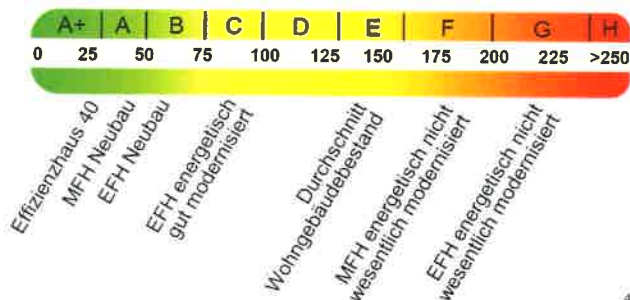 A+ A B C D E F G H
0 25 50 75 100 125 150 175 200 225 >250
Effizienzhaus 40
MFH Neubau
EFH Neubau
EFH energetisch
gut modernisiert
Durchschnitt
Wohngebäudebestand
MFH energetisch nicht
wesentlich modernisiert
EFH energetisch nicht
wesentlich modernisiert